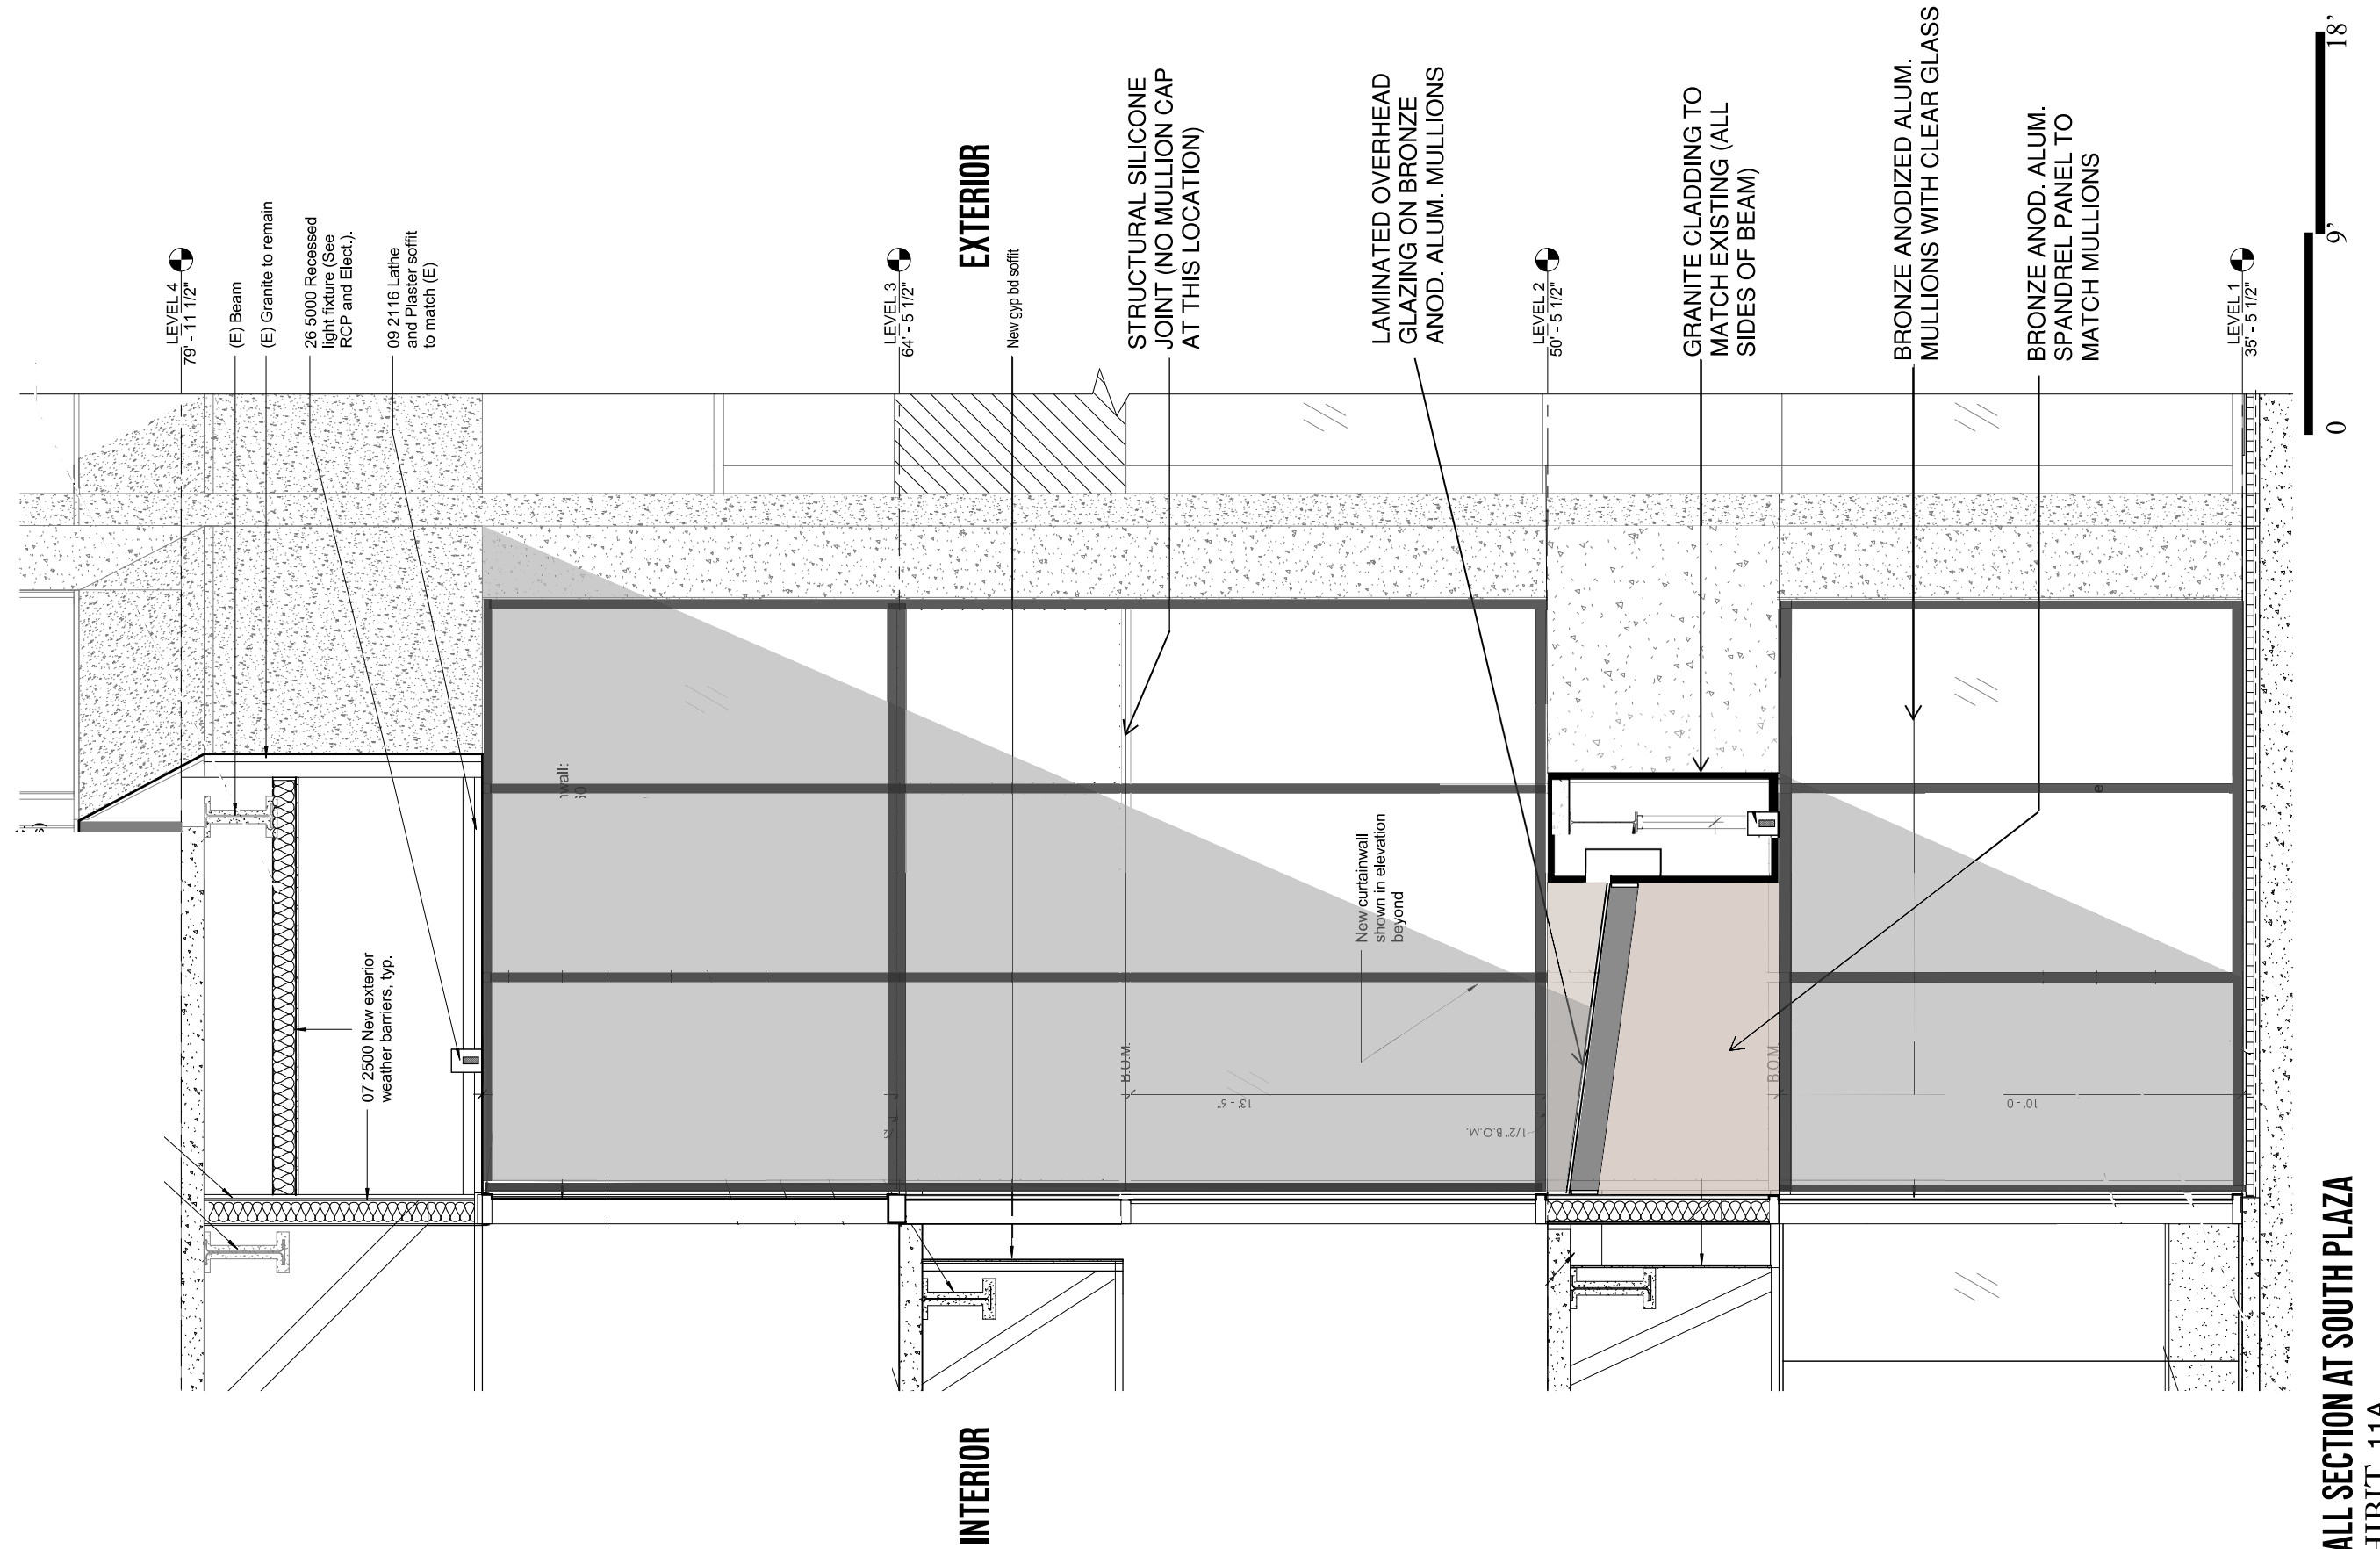 LEVEL 4
79' - 11 1/2"
(E) Beam
(E) Granite to remain
26 5000 Recessed
light fixture (See
RCP and Elect.).
09 2116 Lathe
and Plaster soffit
to match (E)
LEVEL 3
64' - 5 1/2"
EXTERIOR
New gyp bd soffit
STRUCTURAL SILICONE
JOINT (NO MULLION CAP
AT THIS LOCATION)
LAMINATED OVERHEAD
GLAZING ON BRONZE
ANOD. ALUM. MULLIONS
LEVEL 2
50' - 5 1/2"
GRANITE CLADDING TO
MATCH EXISTING (ALL
SIDES OF BEAM)
BRONZE ANODIZED ALUM.
MULLIONS WITH CLEAR GLASS
BRONZE ANOD. ALUM.
SPANDREL PANEL TO
MATCH MULLIONS
LEVEL 1
35' - 5 1/2"
07 2500 New exterior
weather barriers, typ.
New curtainwall
shown in elevation
beyond
B.O.M.
13' - 6"
1/2" B.O.M.
B.O.M.
10' - 0
INTERIOR
0
9'
18'
ALL SECTION AT SOUTH PLAZA
HIBIT 11A